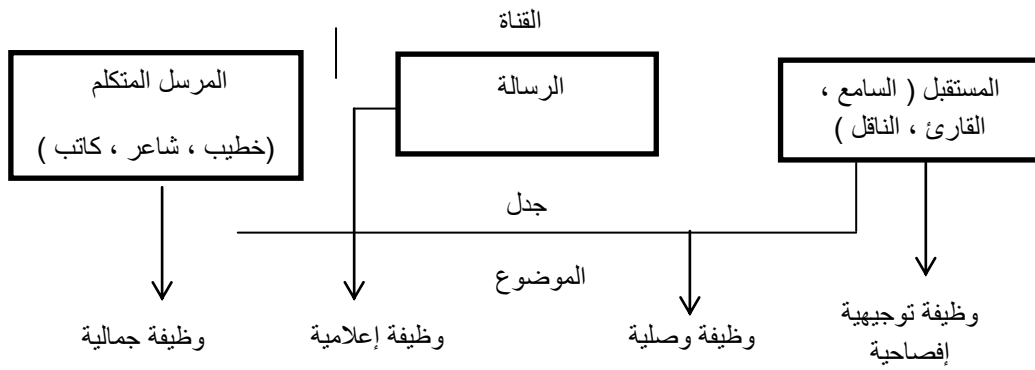 القناة
المستقبل ( السامع ،
القارئ ، الناقل )
الرسالة
المرسل المتكلم
(خطيب ، شاعر ، كاتب )
جدل
الموضوع
وظيفة توجيهية
إفصاحية
وظيفة وصلية
وظيفة إعلامية
وظيفة جمالية